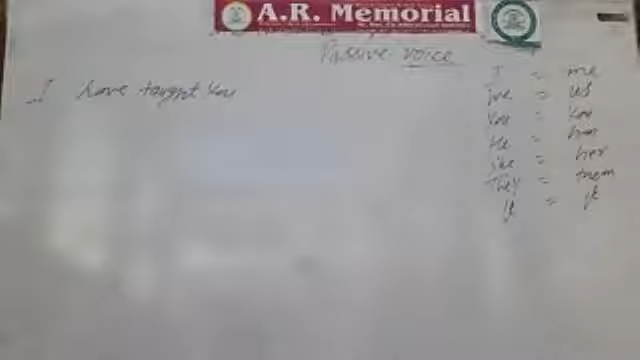 A.R. Memorial
Passive voice
I have taught You
I = me
We = us
You = You
He = him
She = her
They = them
It = it